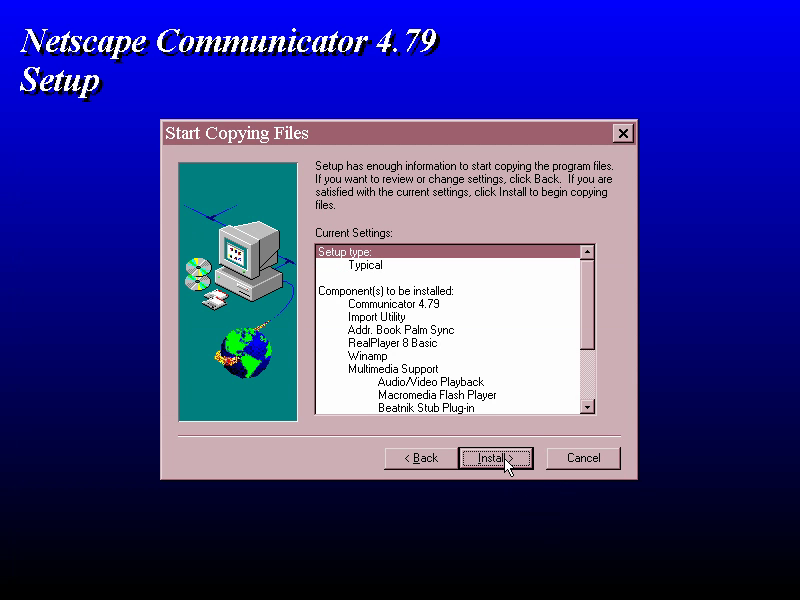 Netscape Communicator 4.79
Setup
Start Copying Files
Setup has enough information to start copying the program files.
If you want to review or change settings, click Back.  If you are
satisfied with the current settings, click Install to begin copying
files.
Current Settings:
Setup type:
Typical
Component(s) to be installed:
Communicator 4.79
Import Utility
Addr. Book Palm Sync
RealPlayer 8 Basic
Winamp
Multimedia Support
Audio/Video Playback
Macromedia Flash Player
Beatnik Stub Plug-in
< Back
Install >
Cancel